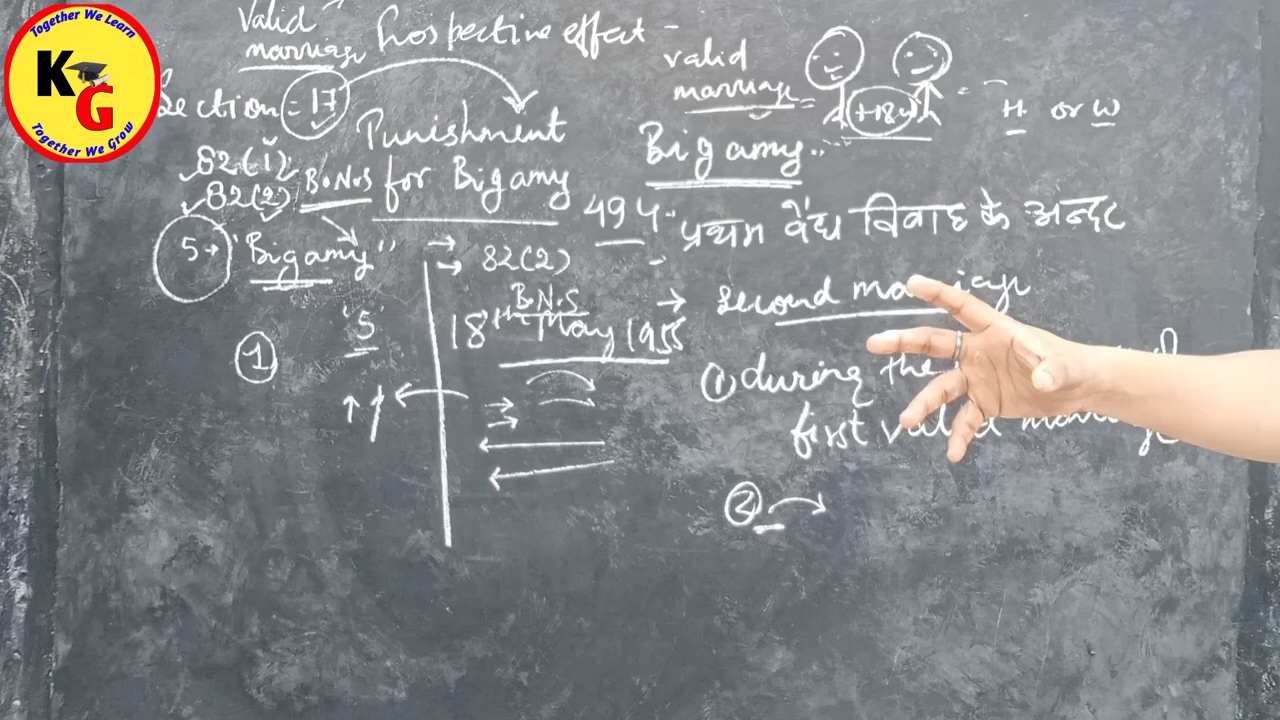 Together We Learn
KG
Together We Grow
Valid
marriage
Prospective effect -
Section = 17
Punishment
for Bigamy
82(1)
82(2) B.N.S
5 → "Bigamy"
→ 82(2)
B.N.S
'5'
18th May 1955
①
valid
marriage =
(H+W)
= H or W
Bigamy..
494. प्रथम वैध विवाह के अन्दर
→ second marriage
① during the
first valid marriage
②